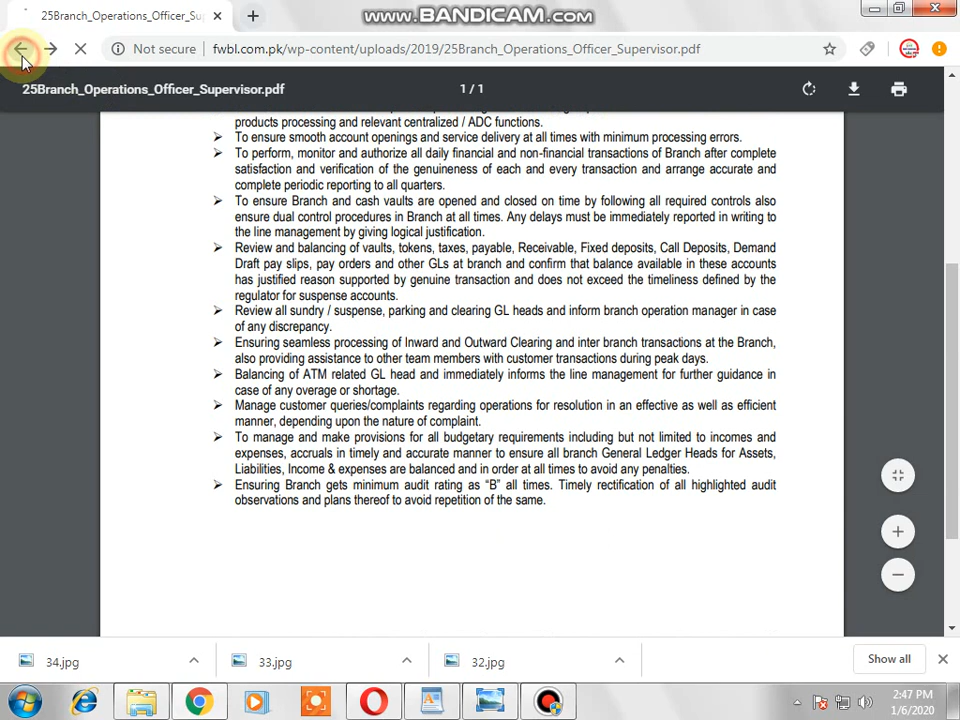 25Branch_Operations_Officer_Su
www.BANDICAM.com
Not secure
fwbl.com.pk/wp-content/uploads/2019/25Branch_Operations_Officer_Supervisor.pdf
25Branch_Operations_Officer_Supervisor.pdf
1 / 1
products processing and relevant centralized / ADC functions.
To ensure smooth account openings and service delivery at all times with minimum processing errors.
To perform, monitor and authorize all daily financial and non-financial transactions of Branch after complete
satisfaction and verification of the genuineness of each and every transaction and arrange accurate and
complete periodic reporting to all quarters.
To ensure Branch and cash vaults are opened and closed on time by following all required controls also
ensure dual control procedures in Branch at all times. Any delays must be immediately reported in writing to
the line management by giving logical justification.
Review and balancing of vaults, tokens, taxes, payable, Receivable, Fixed deposits, Call Deposits, Demand
Draft pay slips, pay orders and other GLs at branch and confirm that balance available in these accounts
has justified reason supported by genuine transaction and does not exceed the timeliness defined by the
regulator for suspense accounts.
Review all sundry / suspense, parking and clearing GL heads and inform branch operation manager in case
of any discrepancy.
Ensuring seamless processing of Inward and Outward Clearing and inter branch transactions at the Branch,
also providing assistance to other team members with customer transactions during peak days.
Balancing of ATM related GL head and immediately informs the line management for further guidance in
case of any overage or shortage.
Manage customer queries/complaints regarding operations for resolution in an effective as well as efficient
manner, depending upon the nature of complaint.
To manage and make provisions for all budgetary requirements including but not limited to incomes and
expenses, accruals in timely and accurate manner to ensure all branch General Ledger Heads for Assets,
Liabilities, Income & expenses are balanced and in order at all times to avoid any penalties.
Ensuring Branch gets minimum audit rating as “B” all times. Timely rectification of all highlighted audit
observations and plans thereof to avoid repetition of the same.
34.jpg
33.jpg
32.jpg
Show all
2:47 PM
1/6/2020